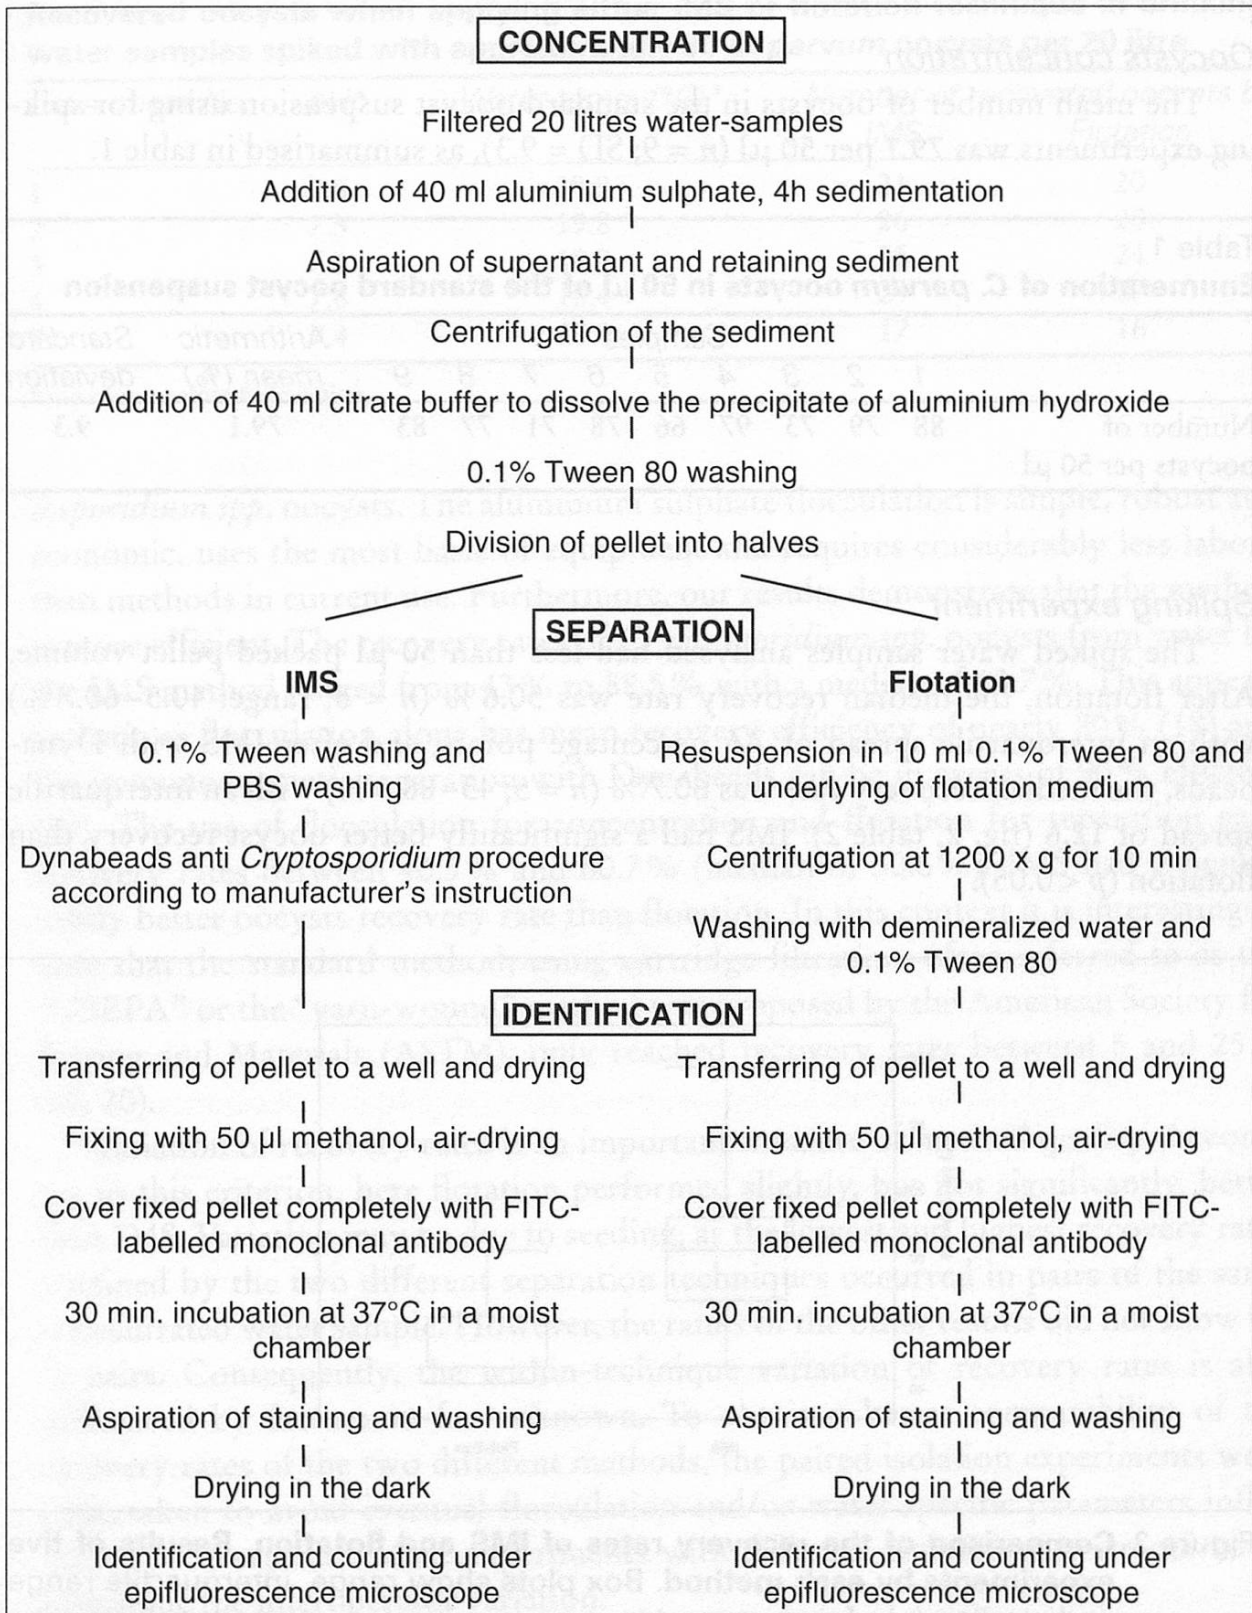 CONCENTRATION
Filtered 20 litres water-samples
Addition of 40 ml aluminium sulphate, 4h sedimentation
Aspiration of supernatant and retaining sediment
Centrifugation of the sediment
Addition of 40 ml citrate buffer to dissolve the precipitate of aluminium hydroxide
0.1% Tween 80 washing
Division of pellet into halves
SEPARATION
IMS
0.1% Tween washing and
PBS washing
Dynabeads anti Cryptosporidium procedure
according to manufacturer's instruction
Flotation
Resuspension in 10 ml 0.1% Tween 80 and
underlying of flotation medium
Centrifugation at 1200 x g for 10 min
Washing with demineralized water and
0.1% Tween 80
IDENTIFICATION
Transferring of pellet to a well and drying
Fixing with 50 µl methanol, air-drying
Cover fixed pellet completely with FITC-
labelled monoclonal antibody
30 min. incubation at 37°C in a moist
chamber
Aspiration of staining and washing
Drying in the dark
Identification and counting under
epifluorescence microscope
Transferring of pellet to a well and drying
Fixing with 50 µl methanol, air-drying
Cover fixed pellet completely with FITC-
labelled monoclonal antibody
30 min. incubation at 37°C in a moist
chamber
Aspiration of staining and washing
Drying in the dark
Identification and counting under
epifluorescence microscope